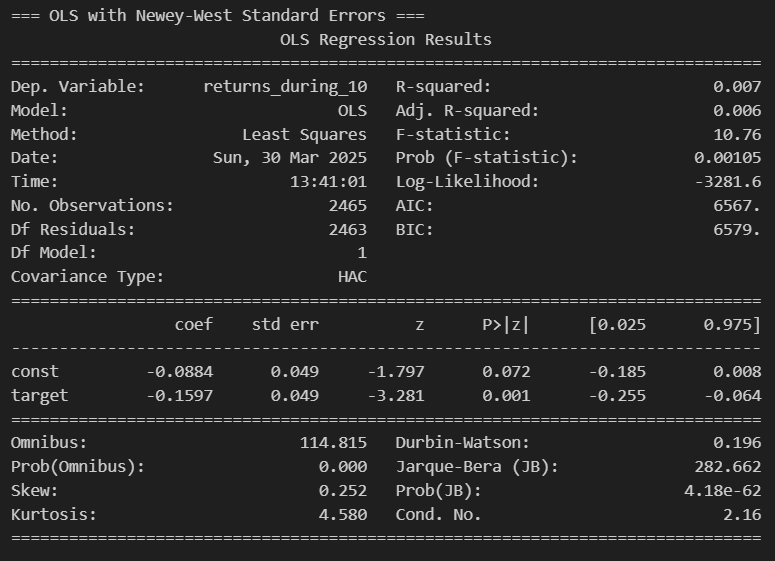 === OLS with Newey-West Standard Errors ===
                            OLS Regression Results
==============================================================================
Dep. Variable:      returns_during_10   R-squared:                       0.007
Model:                            OLS   Adj. R-squared:                  0.006
Method:                 Least Squares   F-statistic:                     10.76
Date:                Sun, 30 Mar 2025   Prob (F-statistic):            0.00105
Time:                        13:41:01   Log-Likelihood:                -3281.6
No. Observations:                2465   AIC:                             6567.
Df Residuals:                    2463   BIC:                             6579.
Df Model:                           1
Covariance Type:                  HAC
==============================================================================
                 coef    std err          z      P>|z|      [0.025      0.975]
------------------------------------------------------------------------------
const         -0.0884      0.049     -1.797      0.072      -0.185       0.008
target        -0.1597      0.049     -3.281      0.001      -0.255      -0.064
==============================================================================
Omnibus:                      114.815   Durbin-Watson:                   0.196
Prob(Omnibus):                  0.000   Jarque-Bera (JB):              282.662
Skew:                           0.252   Prob(JB):                     4.18e-62
Kurtosis:                       4.580   Cond. No.                         2.16
==============================================================================